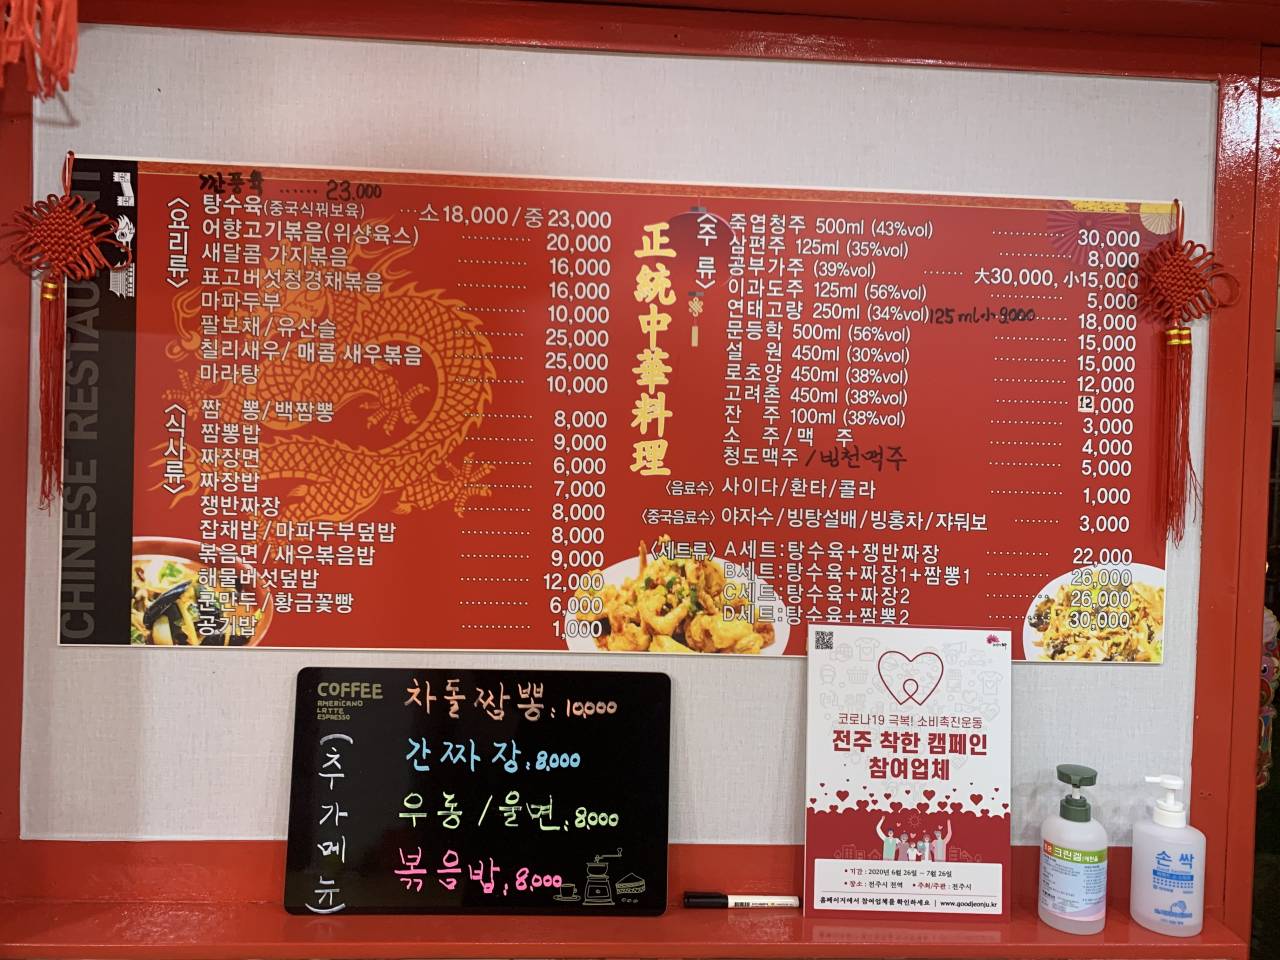 CHINESE RESTAURANT
깐풍육 ...... 23.000
<요리류>
탕수육(중국식꿔보육) ... 소18,000/중23,000
어향고기볶음(위샹육스) 20,000
새달콤 가지볶음 16,000
표고버섯청경채볶음 16,000
마파두부 10,000
팔보채/유산슬 25,000
칠리새우/매콤 새우볶음 25,000
마라탕 10,000
<식사류>
짬 뽕/백짬뽕 8,000
짬뽕밥 9,000
짜장면 6,000
짜장밥 7,000
쟁반짜장 8,000
잡채밥/마파두부덮밥 8,000
볶음면/새우볶음밥 9,000
해물버섯덮밥 12,000
군만두/황금꽃빵 6,000
공기밥 1,000
正統中華料理
<주류>
죽엽청주 500ml (43%vol) 30,000
삼편주 125ml (35%vol) 8,000
공부가주 (39%vol) 大30,000, 小15,000
이과도주 125ml (56%vol) 5,000
연태고량 250ml (34%vol) 125ml小9000 18,000
문등학 500ml (56%vol) 15,000
설 원 450ml (30%vol) 15,000
로초양 450ml (38%vol) 12,000
고려촌 450ml (38%vol) 12,000
잔 주 100ml (38%vol) 3,000
소 주/맥 주 4,000
청도맥주 /빙천맥주 5,000
<음료수> 사이다/환타/콜라 1,000
<중국음료수> 야자수/빙탕설배/빙홍차/쟈둬보 3,000
<세트류> A세트:탕수육+쟁반짜장 22,000
B세트:탕수육+짜장1+짬뽕1 26,000
C세트:탕수육+짜장2 26,000
D세트:탕수육+짬뽕2 30,000
COFFEE
AMERICANO
LATTE
ESPRESSO
(추가메뉴)
차돌짬뽕: 10,000
간짜장: 8,000
우동/울면: 8,000
볶음밥: 8,000
코로나19 극복! 소비촉진운동
전주 착한 캠페인
참여업체
• 기간 : 2020년 6월 26일 ~ 7월 26일
• 장소 : 전주시 전역 • 주최/주관 : 전주시
홈페이지에서 참여업체를 확인하세요 | www.goodjeonju.kr
크린겔
손 싹